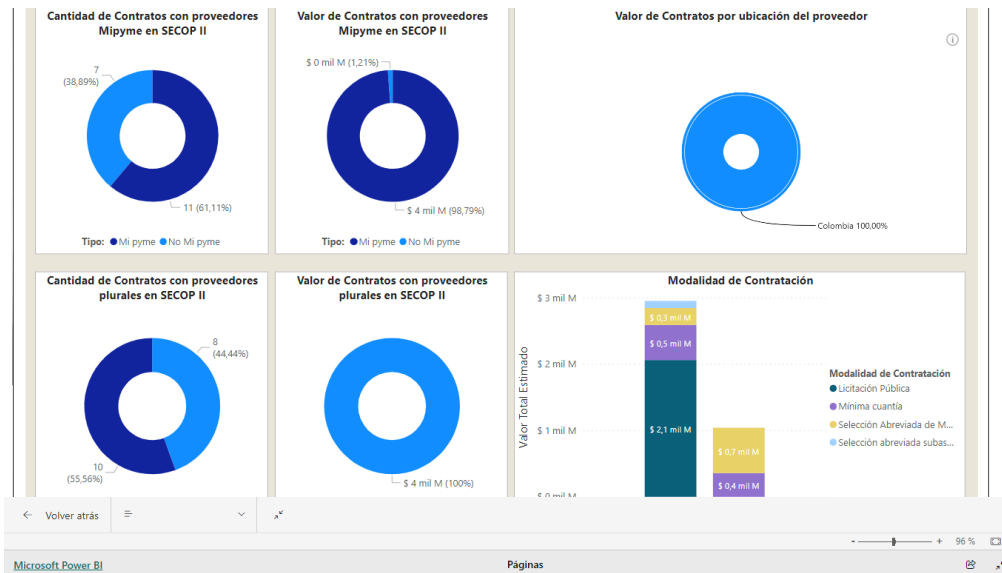 Cantidad de Contratos con proveedores
Mipyme en SECOP II
7
(38,89%)
11 (61,11%)
Tipo: Mi pyme No Mi pyme
Valor de Contratos con proveedores
Mipyme en SECOP II
$ 0 mil M (1,21%)
$ 4 mil M (98,79%)
Tipo: Mi pyme No Mi pyme
Valor de Contratos por ubicación del proveedor
Colombia 100,00%
Cantidad de Contratos con proveedores
plurales en SECOP II
8
(44,44%)
10
(55,56%)
Valor de Contratos con proveedores
plurales en SECOP II
$ 4 mil M (100%)
Modalidad de Contratación
Valor Total Estimado
$ 3 mil M
$ 2 mil M
$ 1 mil M
$ 0 mil M
$ 0,3 mil M
$ 0,5 mil M
$ 2,1 mil M
$ 0,7 mil M
$ 0,4 mil M
Modalidad de Contratación
Licitación Pública
Mínima cuantía
Selección Abreviada de M...
Selección abreviada subas...
Volver atrás
- + 96 %
Microsoft Power BI
Páginas